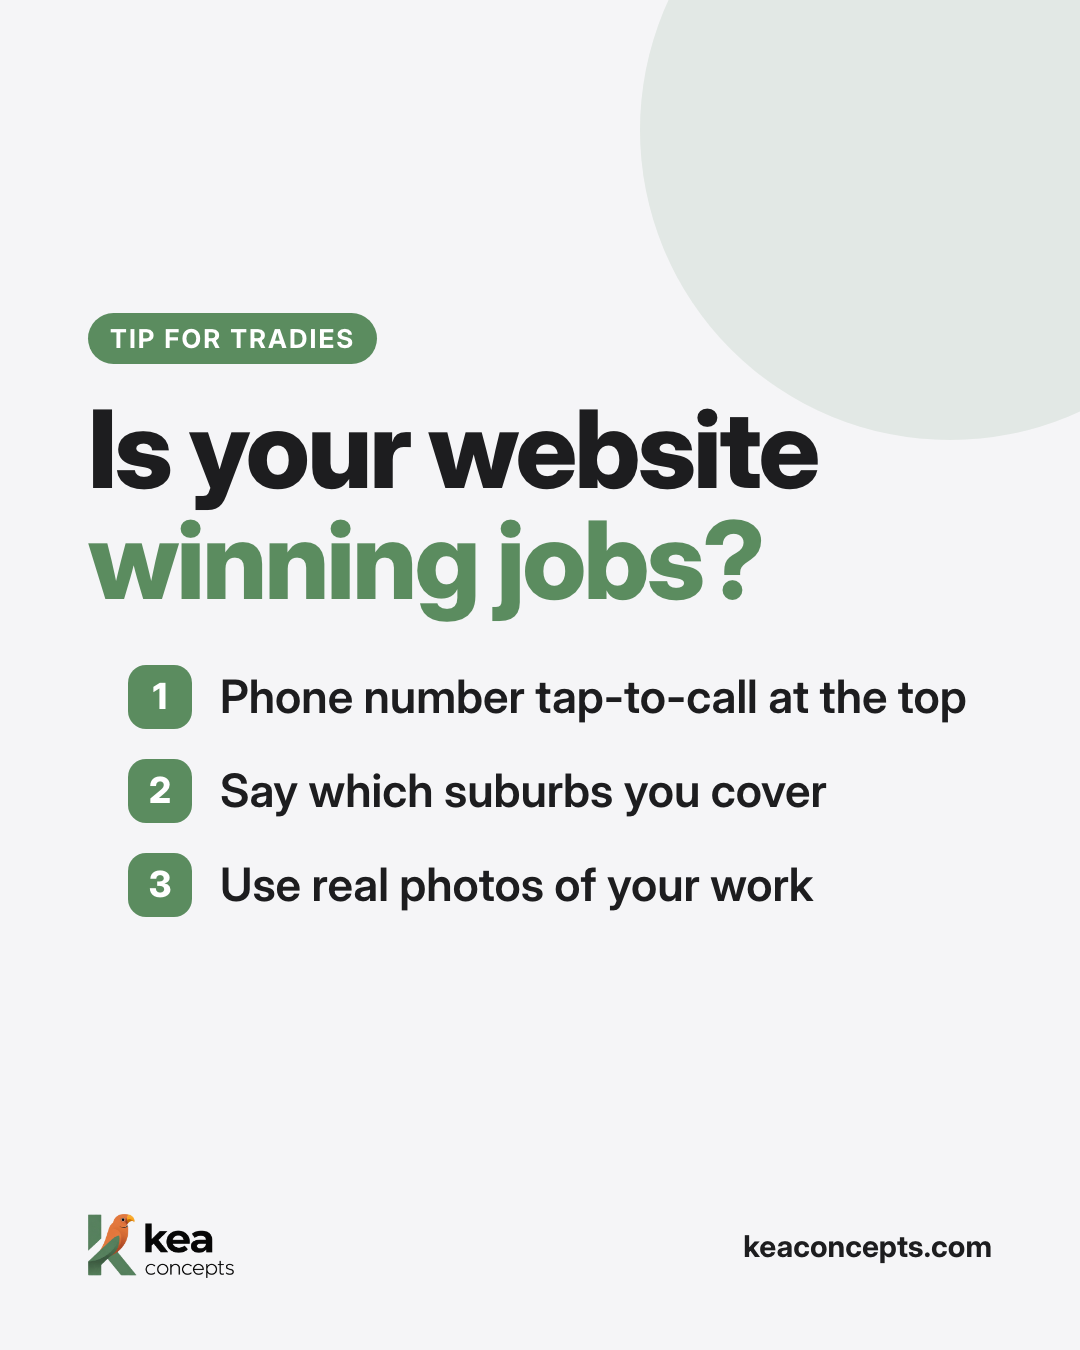 TIP FOR TRADIES
Is your website
winning jobs?
1 Phone number tap-to-call at the top
2 Say which suburbs you cover
3 Use real photos of your work
kea
concepts
keaconcepts.com